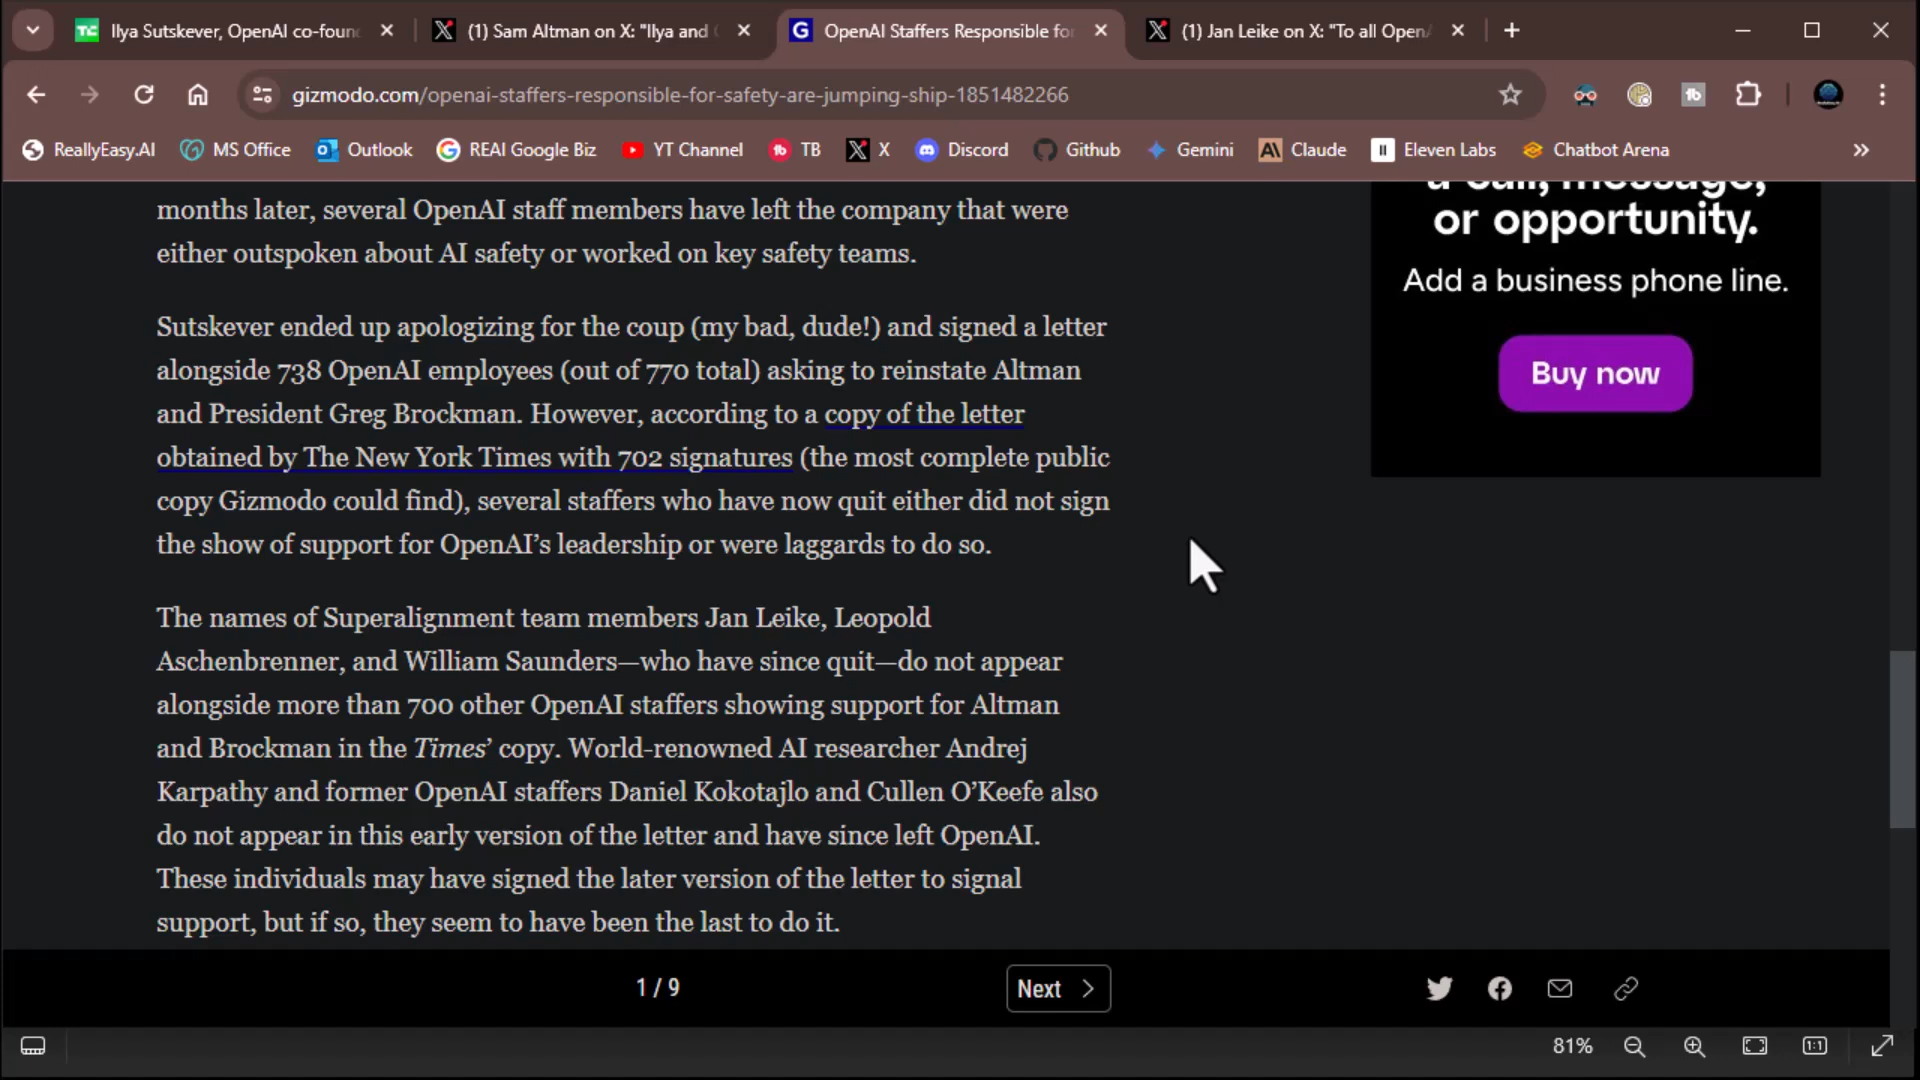 Ilya Sutskever, OpenAI co-foun
(1) Sam Altman on X: "Ilya and
OpenAI Staffers Responsible fo
(1) Jan Leike on X: "To all OpenA
gizmodo.com/openai-staffers-responsible-for-safety-are-jumping-ship-1851482266
ReallyEasy.AI
MS Office
Outlook
REAI Google Biz
YT Channel
TB
X
Discord
Github
Gemini
Claude
Eleven Labs
Chatbot Arena
months later, several OpenAI staff members have left the company that were
either outspoken about AI safety or worked on key safety teams.
Sutskever ended up apologizing for the coup (my bad, dude!) and signed a letter
alongside 738 OpenAI employees (out of 770 total) asking to reinstate Altman
and President Greg Brockman. However, according to a copy of the letter
obtained by The New York Times with 702 signatures (the most complete public
copy Gizmodo could find), several staffers who have now quit either did not sign
the show of support for OpenAI’s leadership or were laggards to do so.
The names of Superalignment team members Jan Leike, Leopold
Aschenbrenner, and William Saunders—who have since quit—do not appear
alongside more than 700 other OpenAI staffers showing support for Altman
and Brockman in the Times’ copy. World-renowned AI researcher Andrej
Karpathy and former OpenAI staffers Daniel Kokotajlo and Cullen O’Keefe also
do not appear in this early version of the letter and have since left OpenAI.
These individuals may have signed the later version of the letter to signal
support, but if so, they seem to have been the last to do it.
a call, message,
or opportunity.
Add a business phone line.
Buy now
1 / 9
Next
81%
1:1